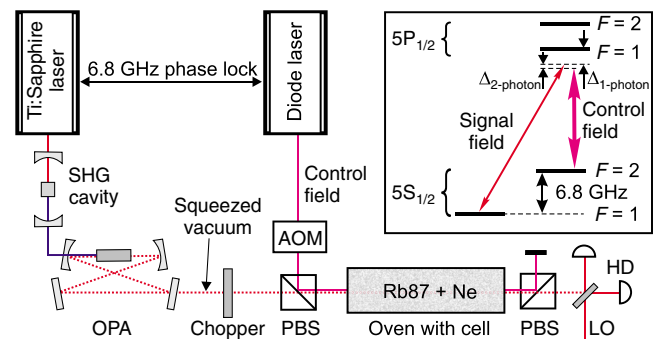 Ti:Sapphire
laser
6.8 GHz phase lock
Diode laser
SHG
cavity
Squeezed
vacuum
Control
field
AOM
OPA
Chopper
PBS
Rb87 + Ne
Oven with cell
PBS
HD
LO
5P1/2
F = 2
F = 1
Δ2-photon
Δ1-photon
Signal
field
Control
field
5S1/2
F = 2
6.8 GHz
F = 1